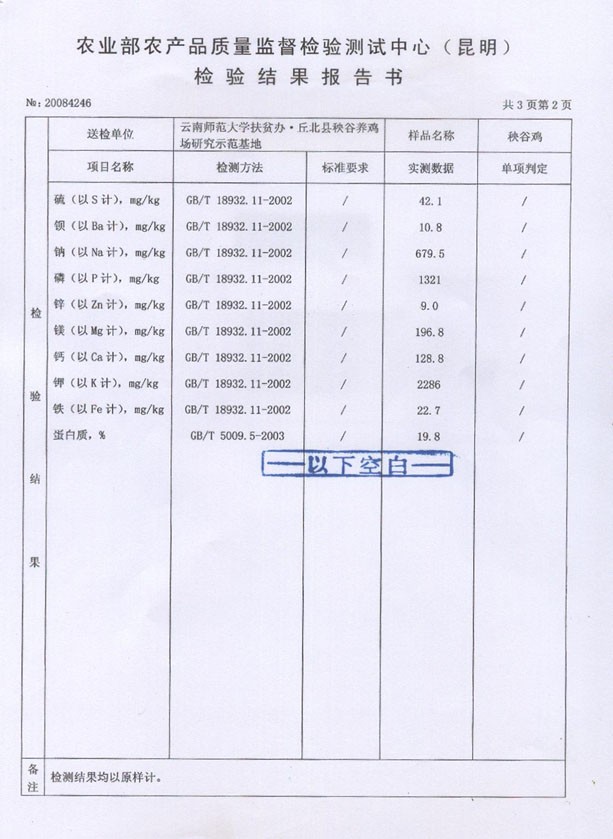 农业部农产品质量监督检验测试中心（昆明）
检验结果报告书
№：20084246 共3页第2页
送检单位 云南师范大学扶贫办·丘北县秧谷养鸡场研究示范基地 样品名称 秧谷鸡
项目名称 检测方法 标准要求 实测数据 单项判定
硫（以S计），mg/kg GB/T 18932.11-2002 / 42.1 /
钡（以Ba计），mg/kg GB/T 18932.11-2002 / 10.8 /
钠（以Na计），mg/kg GB/T 18932.11-2002 / 679.5 /
磷（以P计），mg/kg GB/T 18932.11-2002 / 1321 /
锌（以Zn计），mg/kg GB/T 18932.11-2002 / 9.0 /
镁（以Mg计），mg/kg GB/T 18932.11-2002 / 196.8 /
钙（以Ca计），mg/kg GB/T 18932.11-2002 / 128.8 /
钾（以K计），mg/kg GB/T 18932.11-2002 / 2286 /
铁（以Fe计），mg/kg GB/T 18932.11-2002 / 22.7 /
蛋白质，% GB/T 5009.5-2003 / 19.8 /
以下空白
检验结果
备注 检测结果均以原样计。